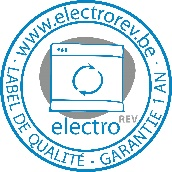 · www.electrorev.be ·
electro REV
LABEL DE QUALITÉ · GARANTIE 1 AN